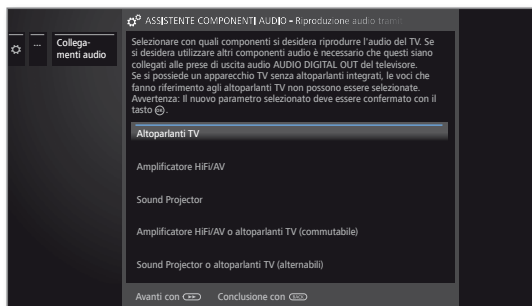 ASSISTENTE COMPONENTI AUDIO • Riproduzione audio tramit
...
Collega-
menti audio
Selezionare con quali componenti si desidera riprodurre l'audio del TV. Se
si desidera utilizzare altri componenti audio è necessario che questi siano
collegati alle prese di uscita audio AUDIO DIGITAL OUT del televisore.
Se si possiede un apparecchio TV senza altoparlanti integrati, le voci che
fanno riferimento agli altoparlanti TV non possono essere selezionate.
Avvertenza: Il nuovo parametro selezionato deve essere confermato con il
tasto OK.
Altoparlanti TV
Amplificatore HiFi/AV
Sound Projector
Amplificatore HiFi/AV o altoparlanti TV (commutabile)
Sound Projector o altoparlanti TV (alternabili)
Avanti con Conclusione con BACK